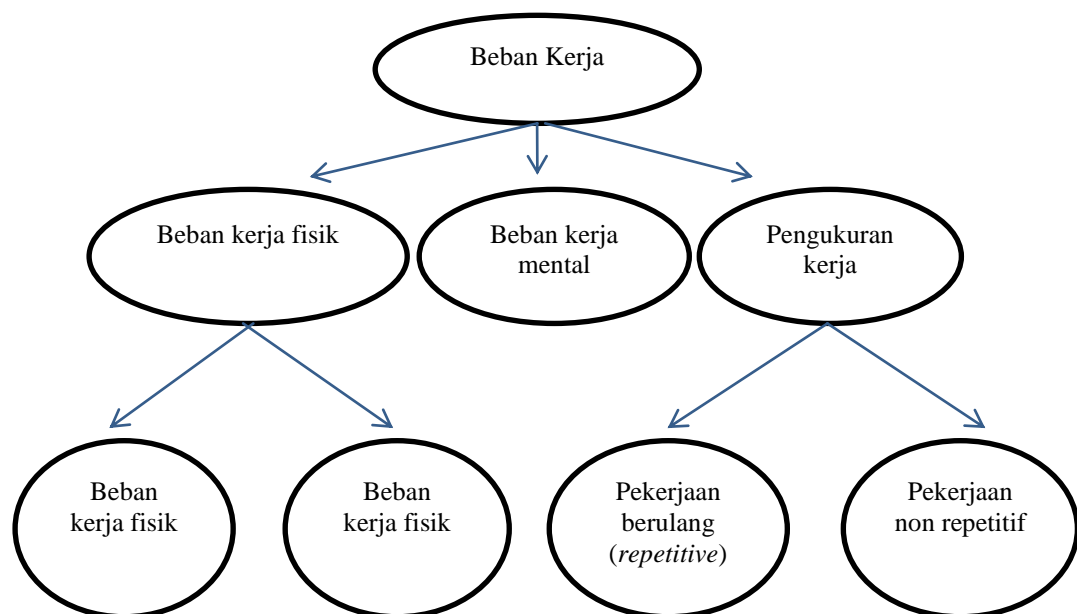 Beban Kerja
Beban kerja fisik
Beban kerja
mental
Pengukuran
kerja
Beban
kerja fisik
Beban
kerja fisik
Pekerjaan
berulang
(repetitive)
Pekerjaan
non repetitif